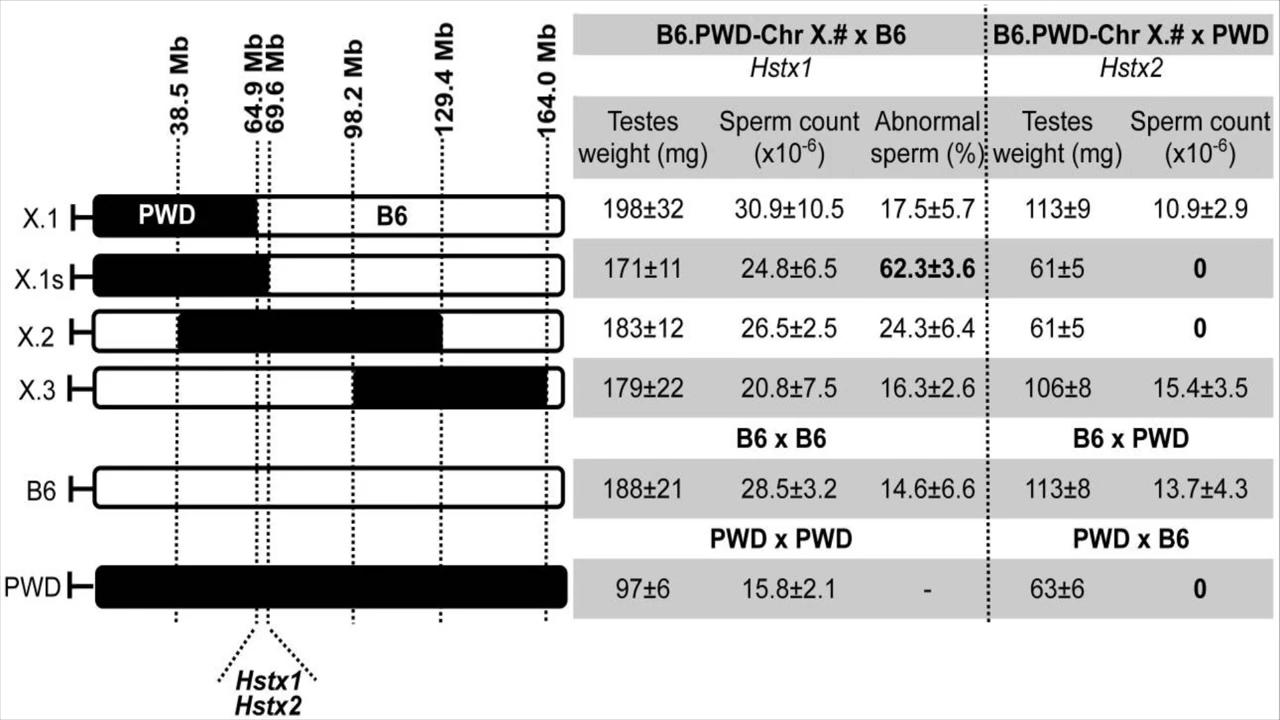 38.5 Mb
64.9 Mb
69.6 Mb
98.2 Mb
129.4 Mb
164.0 Mb
B6.PWD-Chr X.# x B6
B6.PWD-Chr X.# x PWD
Hstx1
Hstx2
Testes weight (mg)
Sperm count (x10-6)
Abnormal sperm (%)
Testes weight (mg)
Sperm count (x10-6)
X.1 PWD B6 198±32 30.9±10.5 17.5±5.7 113±9 10.9±2.9
X.1s 171±11 24.8±6.5 62.3±3.6 61±5 0
X.2 183±12 26.5±2.5 24.3±6.4 61±5 0
X.3 179±22 20.8±7.5 16.3±2.6 106±8 15.4±3.5
B6 x B6 B6 x PWD
B6 188±21 28.5±3.2 14.6±6.6 113±8 13.7±4.3
PWD x PWD PWD x B6
PWD 97±6 15.8±2.1 - 63±6 0
Hstx1
Hstx2